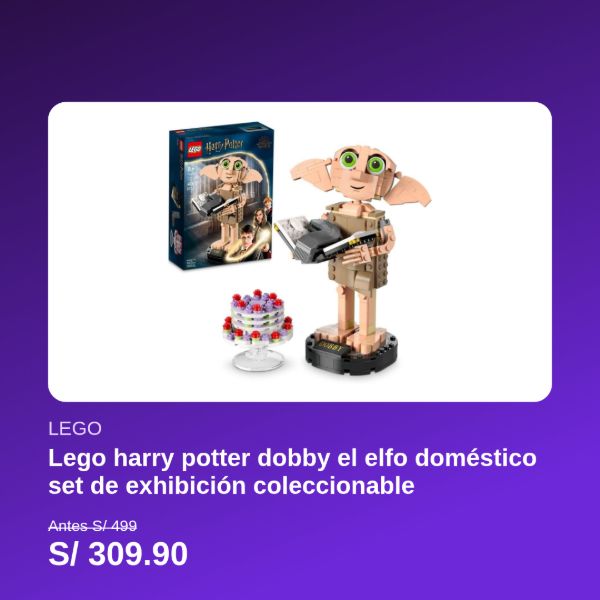 LEGO
Harry Potter
DOBBY
LEGO
Lego harry potter dobby el elfo doméstico
set de exhibición coleccionable
Antes S/ 499
S/ 309.90